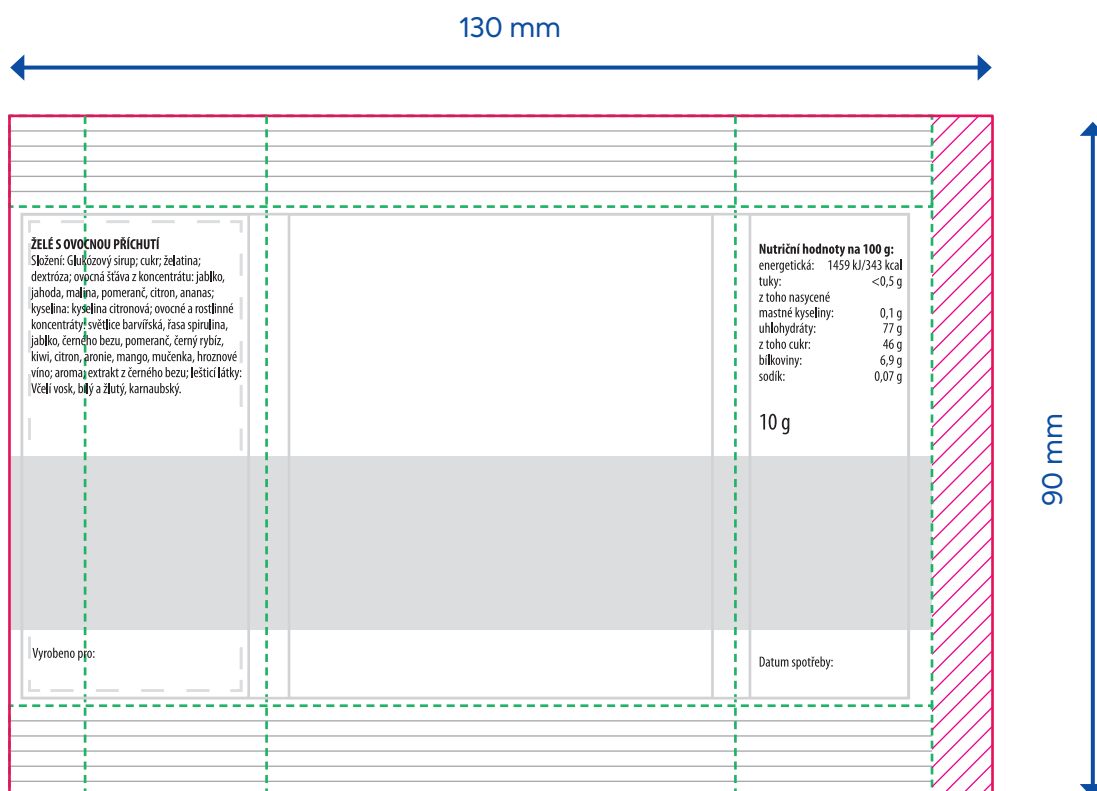 130 mm
90 mm
ŽELÉ S OVOCNOU PŘÍCHUTÍ
Složení: Glukózový sirup; cukr; želatina;
dextróza; ovocná šťáva z koncentrátu: jablko,
jahoda, malina, pomeranč, citron, ananas;
kyselina: kyselina citronová; ovocné a rostlinné
koncentráty: světlice barvířská, řasa spirulina,
jablko, černého bezu, pomeranč, černý rybíz,
kiwi, citron, aronie, mango, mučenka, hroznové
víno; aroma; extrakt z černého bezu; lešticí látky:
Včelí vosk, bílý a žlutý, karnaubský.
Vyrobeno pro:
Nutriční hodnoty na 100 g:
energetická: 1459 kJ/343 kcal
tuky: <0,5 g
z toho nasycené
mastné kyseliny: 0,1 g
uhlohydráty: 77 g
z toho cukr: 46 g
bílkoviny: 6,9 g
sodík: 0,07 g
10 g
Datum spotřeby: